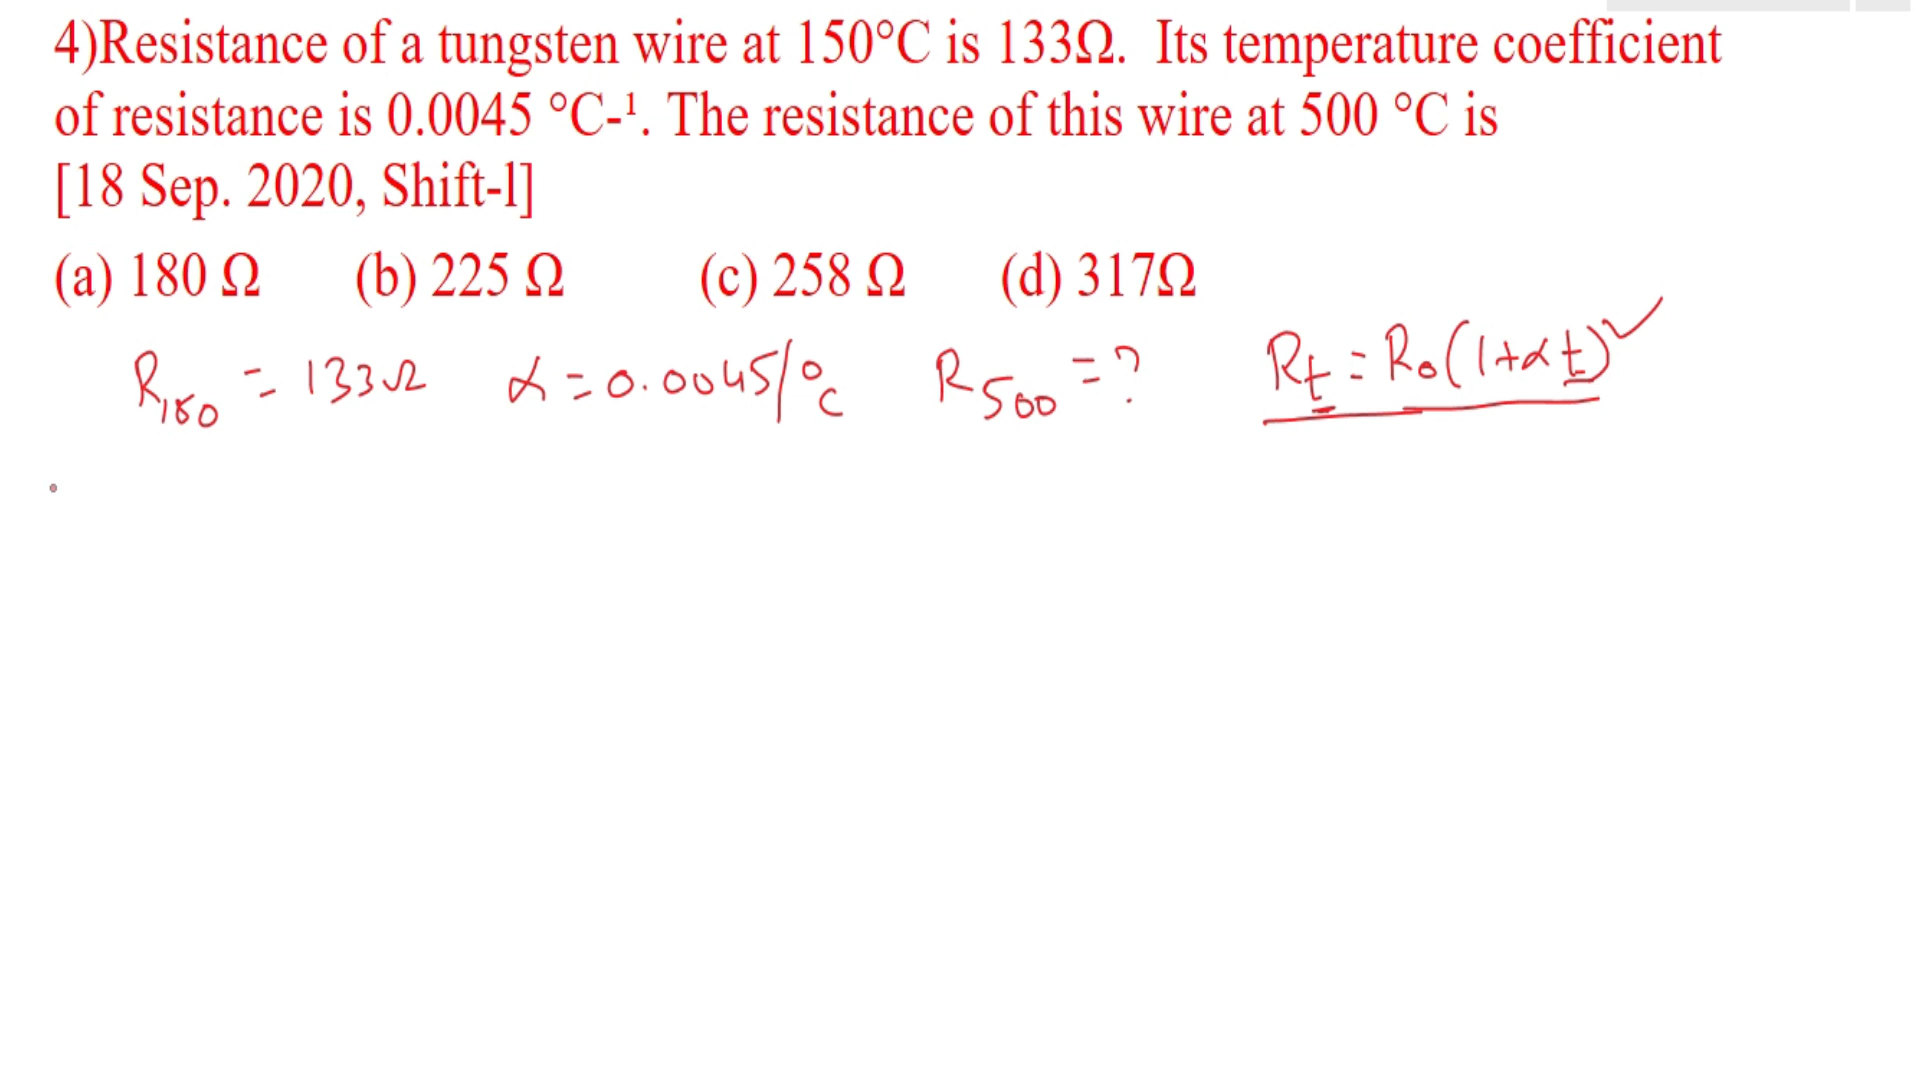 4)Resistance of a tungsten wire at 150°C is 133Ω. Its temperature coefficient
of resistance is 0.0045 °C-¹. The resistance of this wire at 500 °C is
[18 Sep. 2020, Shift-l]
(a) 180 Ω (b) 225 Ω (c) 258 Ω (d) 317Ω
R₁₅₀ = 133Ω α = 0.0045/°C R₅₀₀ = ? Rt = R₀(1+αt)✓